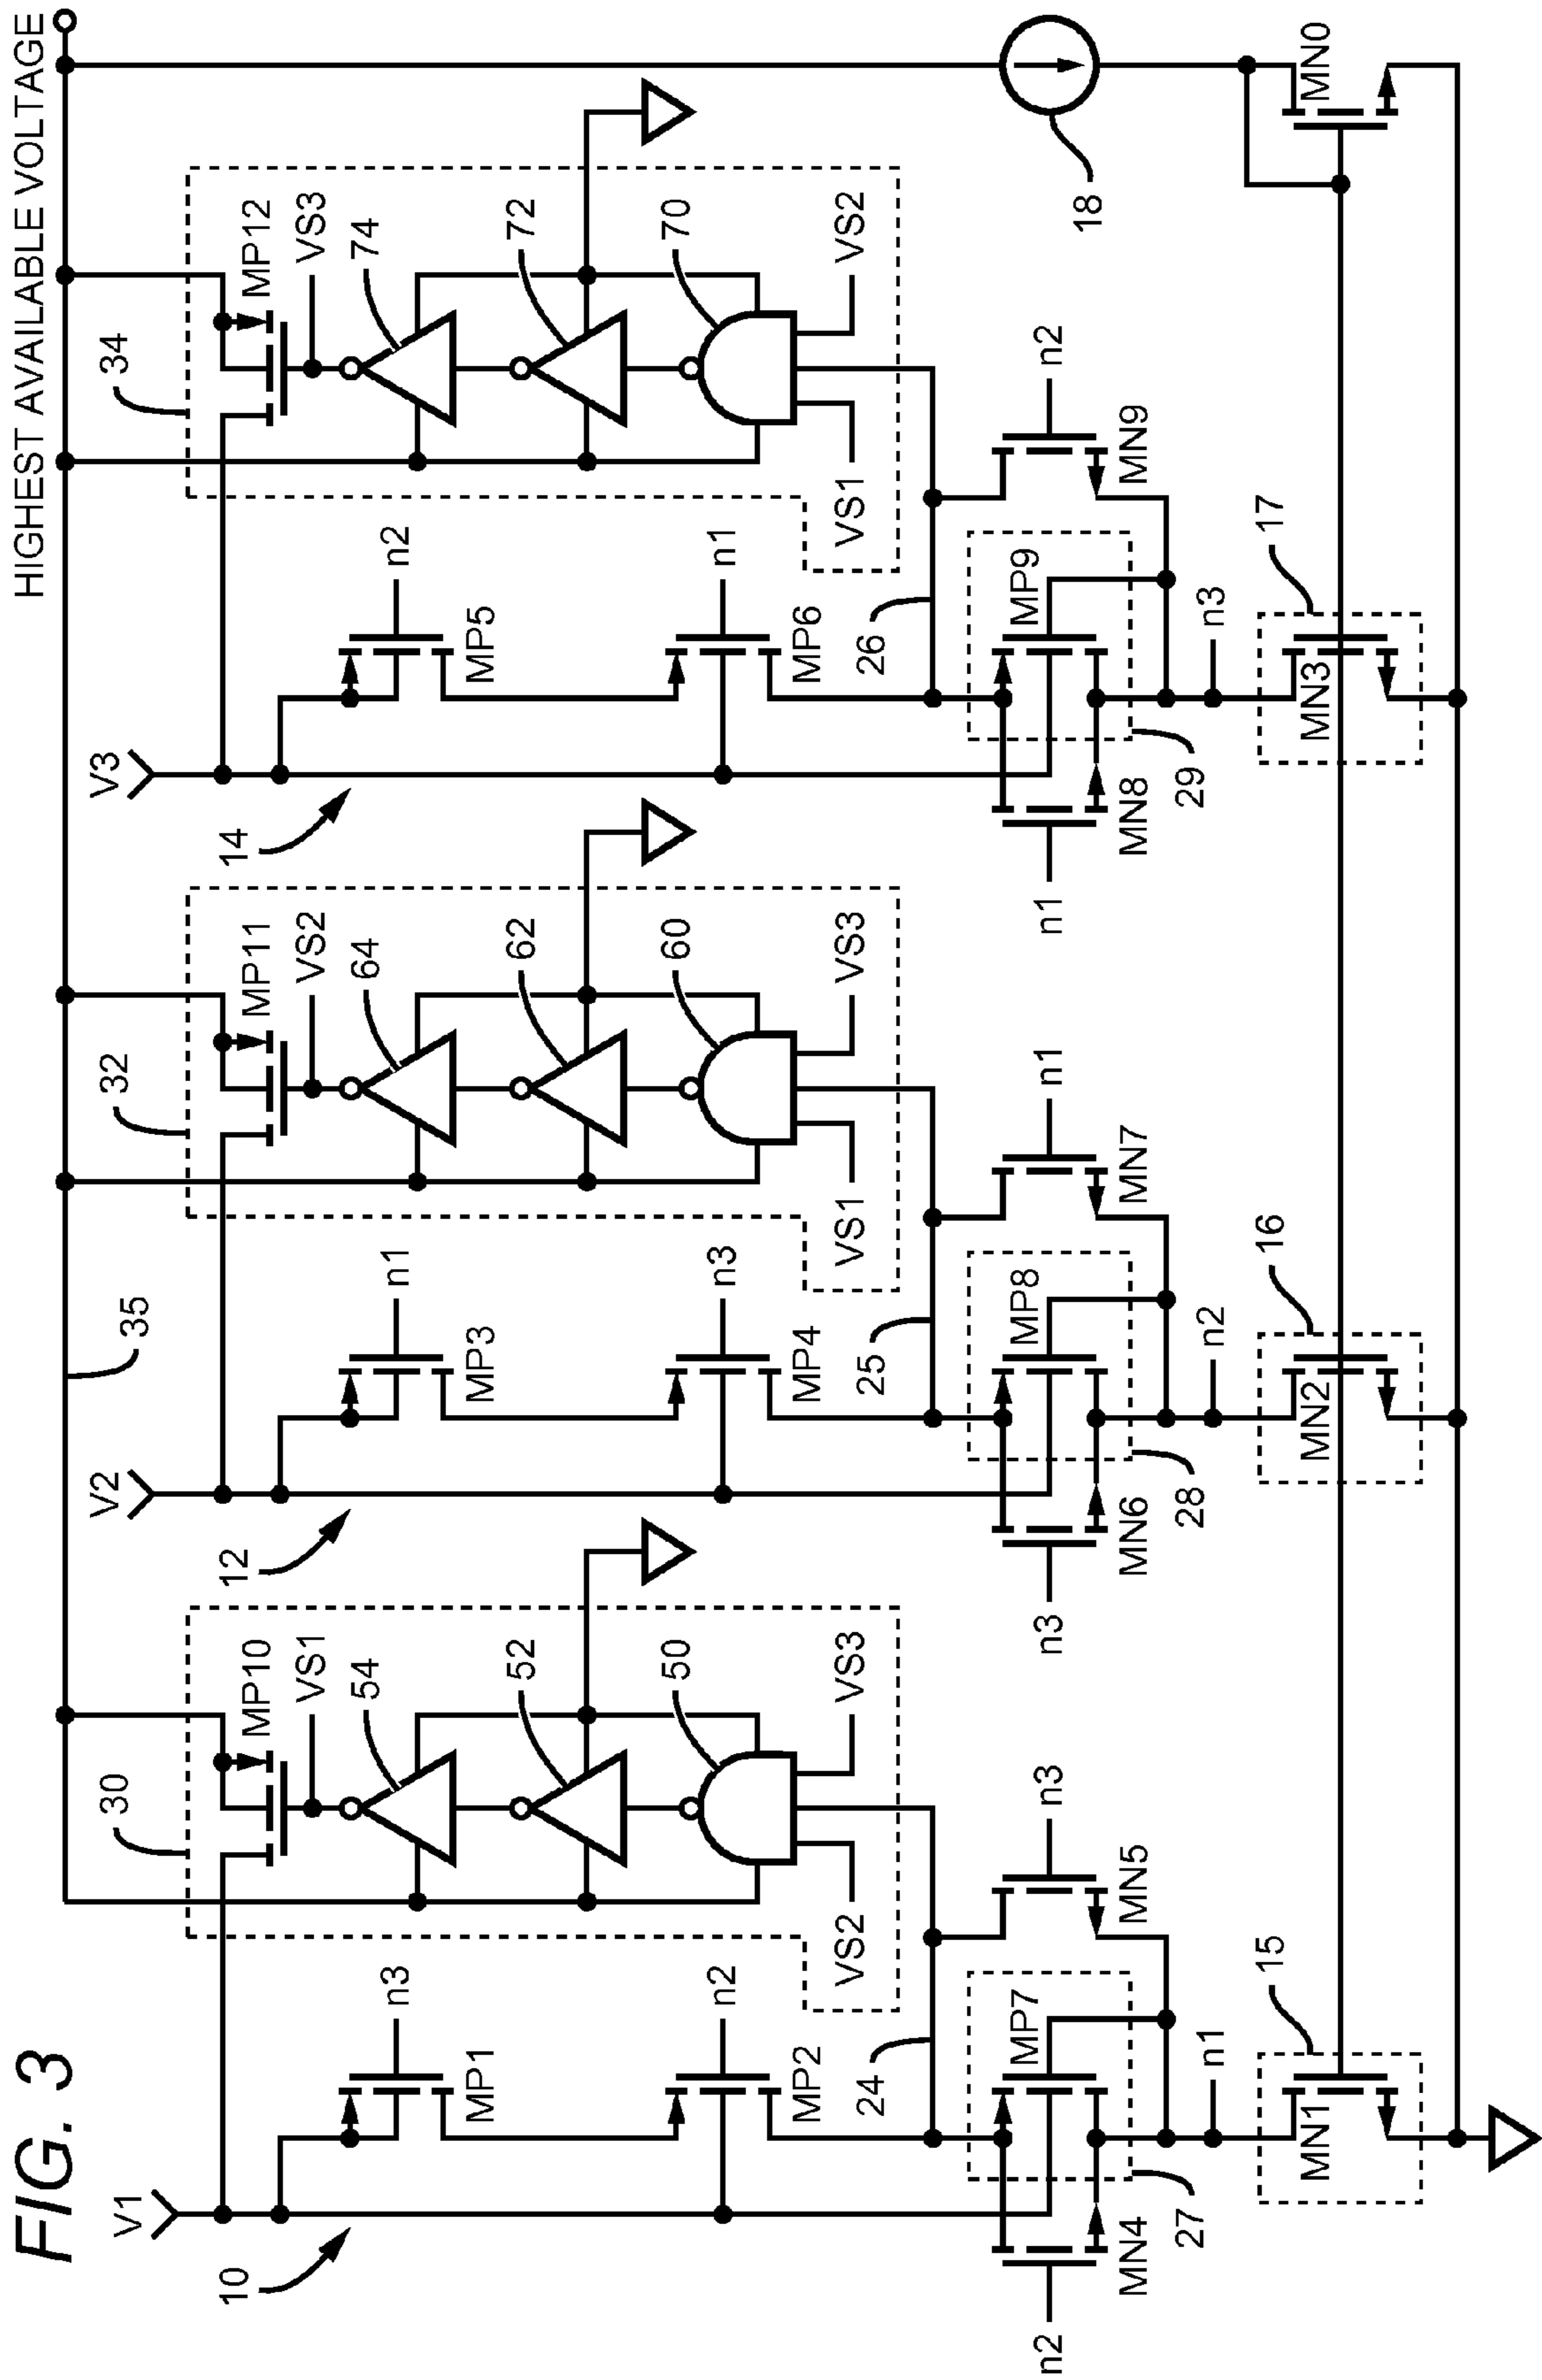 FIG. 3
HIGHEST AVAILABLE VOLTAGE
35
V1
10
30
MP10
VS1
54
52
50
VS2
VS3
n3
MP1
n2
MP2
24
MP7
n2
MN4
27
MN5
n3
n1
15
MN1
V2
12
32
MP11
VS2
64
62
60
VS1
VS3
n1
MP3
n3
MP4
25
MP8
n3
MN6
28
MN7
n1
n2
16
MN2
V3
14
34
MP12
VS3
74
72
70
VS1
VS2
n2
MP5
n1
MP6
26
MP9
n1
MN8
29
MN9
n2
n3
17
MN3
18
MN0